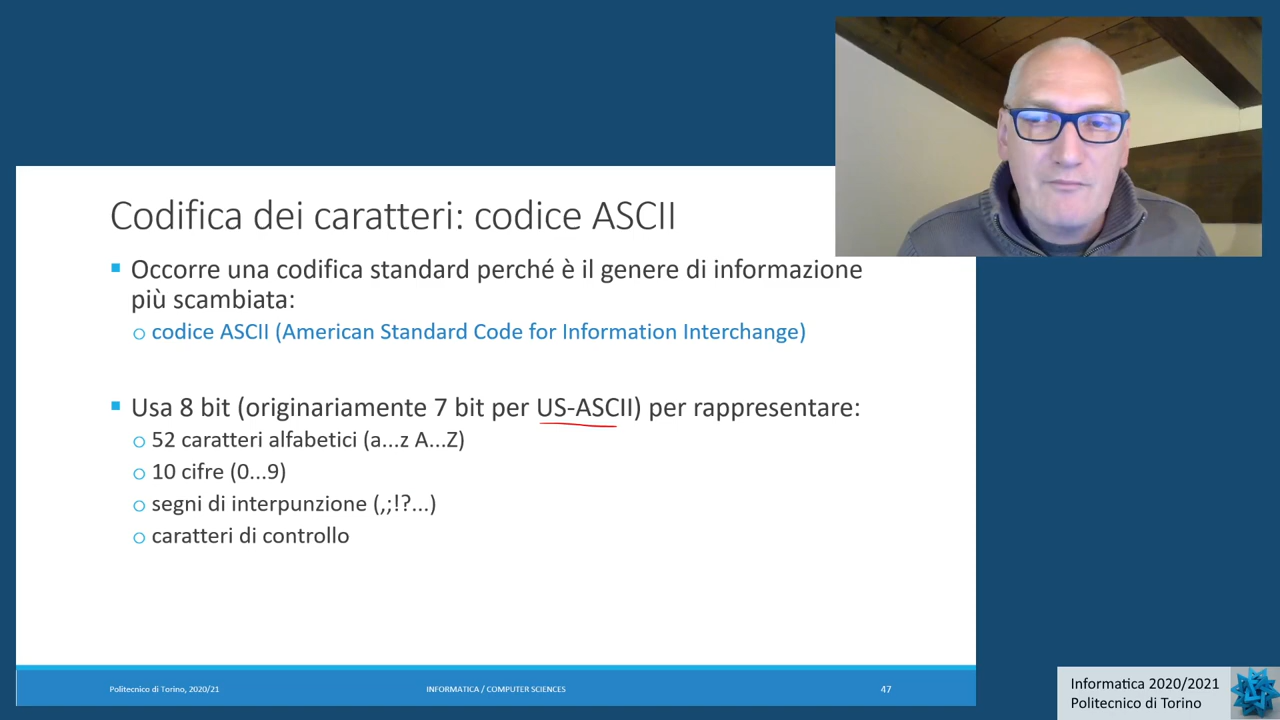 Codifica dei caratteri: codice ASCII
▪ Occorre una codifica standard perché è il genere di informazione
più scambiata:
o codice ASCII (American Standard Code for Information Interchange)
▪ Usa 8 bit (originariamente 7 bit per US-ASCII) per rappresentare:
o 52 caratteri alfabetici (a...z A...Z)
o 10 cifre (0...9)
o segni di interpunzione (,;!?...)
o caratteri di controllo
Politecnico di Torino, 2020/21
INFORMATICA / COMPUTER SCIENCES
47
Informatica 2020/2021
Politecnico di Torino